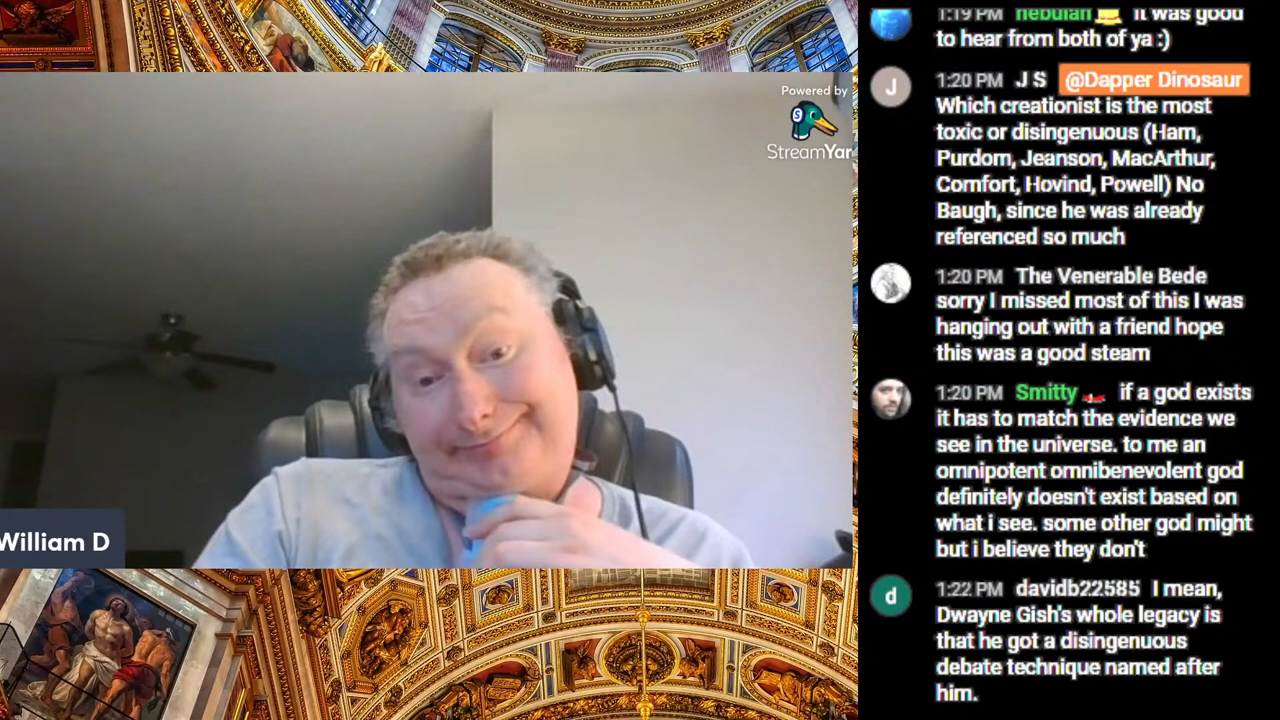 Powered by
StreamYar
William D
1:19 PM nebulah it was good
to hear from both of ya :)
J
1:20 PM J S @Dapper Dinosaur
Which creationist is the most
toxic or disingenuous (Ham,
Purdom, Jeanson, MacArthur,
Comfort, Hovind, Powell) No
Baugh, since he was already
referenced so much
1:20 PM The Venerable Bede
sorry I missed most of this I was
hanging out with a friend hope
this was a good steam
1:20 PM Smitty if a god exists
it has to match the evidence we
see in the universe. to me an
omnipotent omnibenevolent god
definitely doesn't exist based on
what i see. some other god might
but i believe they don't
d
1:22 PM davidb22585 I mean,
Dwayne Gish's whole legacy is
that he got a disingenuous
debate technique named after
him.